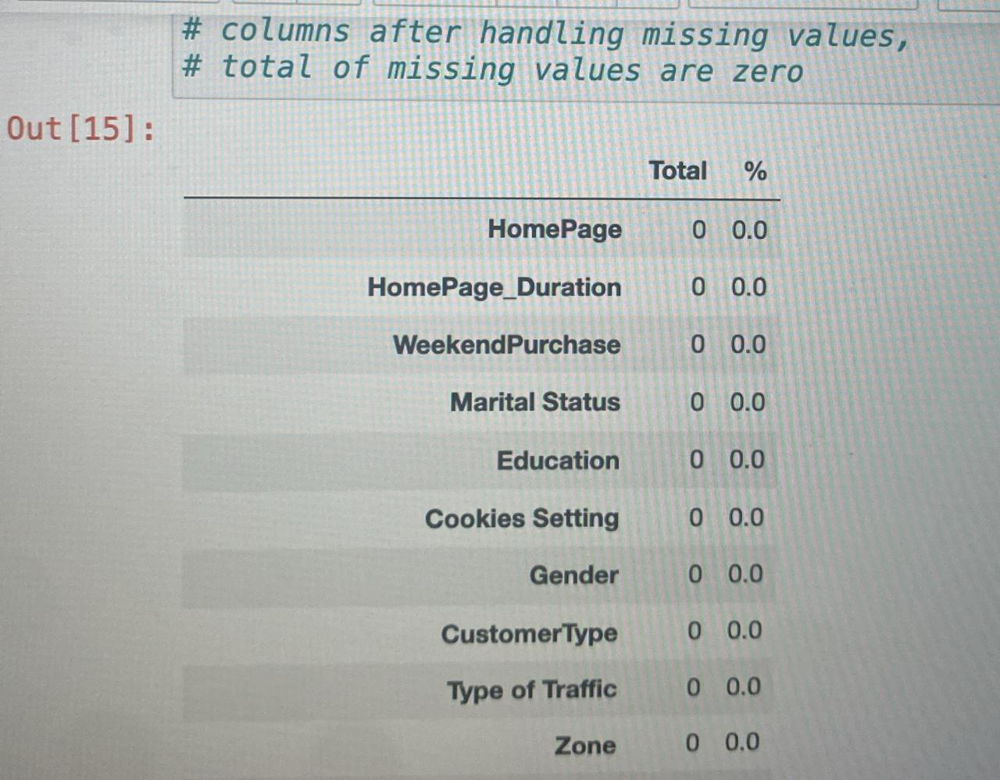 # columns after handling missing values,
# total of missing values are zero
Out[15]:
Total %
HomePage 0 0.0
HomePage_Duration 0 0.0
WeekendPurchase 0 0.0
Marital Status 0 0.0
Education 0 0.0
Cookies Setting 0 0.0
Gender 0 0.0
CustomerType 0 0.0
Type of Traffic 0 0.0
Zone 0 0.0